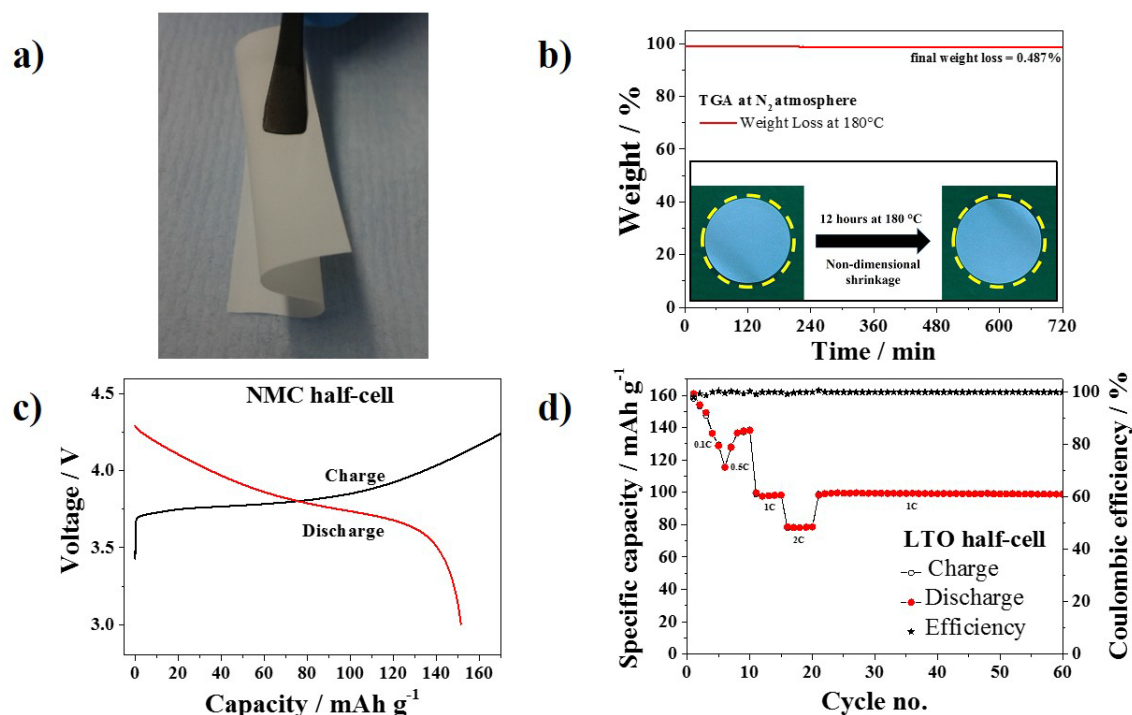 a)
b)
100
80
60
40
20
0
Weight / %
final weight loss = 0.487%
TGA at N₂ atmosphere
Weight Loss at 180°C
12 hours at 180 °C
Non-dimensional
shrinkage
0 120 240 360 480 600 720
Time / min
c)
NMC half-cell
4.5
4.0
3.5
3.0
Voltage / V
Charge
Discharge
0 20 40 60 80 100 120 140 160
Capacity / mAh g⁻¹
d)
160
140
120
100
80
60
40
20
0
Specific capacity / mAh g⁻¹
0.1C
0.5C
1C
2C
1C
LTO half-cell
Charge
Discharge
Efficiency
100
80
60
40
20
0
Coulombic efficiency / %
0 10 20 30 40 50 60
Cycle no.